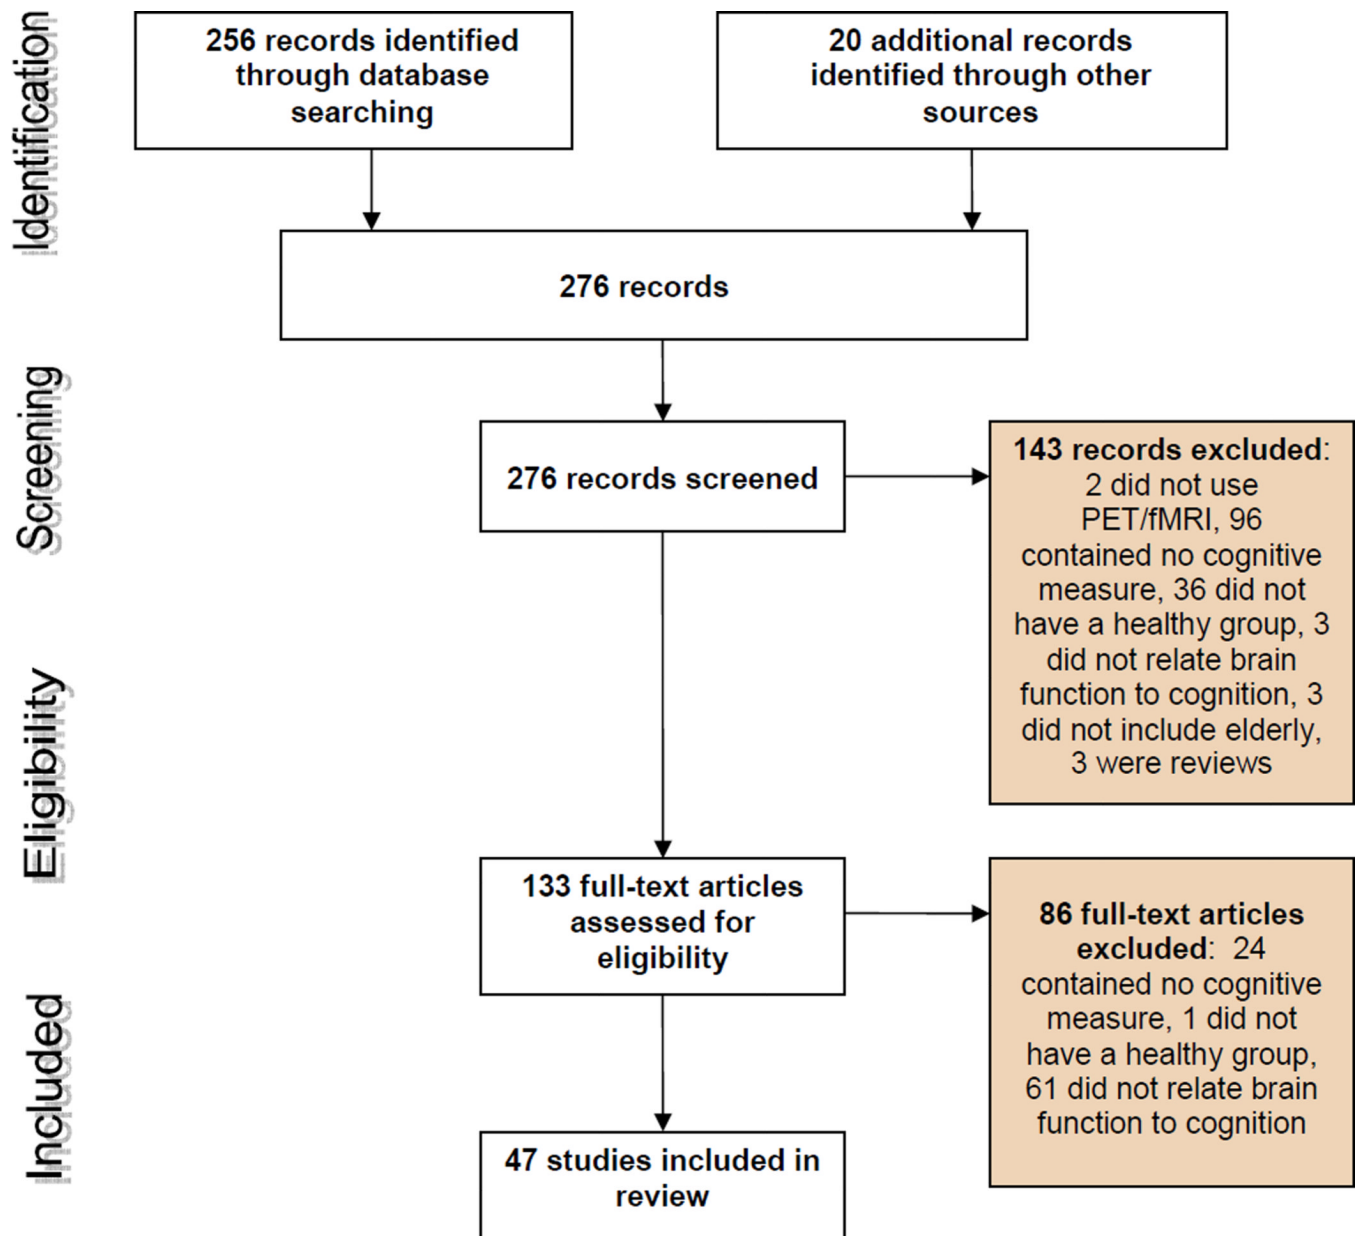 Identification
256 records identified
through database
searching
20 additional records
identified through other
sources
276 records
Screening
276 records screened
143 records excluded:
2 did not use
PET/fMRI, 96
contained no cognitive
measure, 36 did not
have a healthy group, 3
did not relate brain
function to cognition, 3
did not include elderly,
3 were reviews
Eligibility
133 full-text articles
assessed for
eligibility
86 full-text articles
excluded:  24
contained no cognitive
measure, 1 did not
have a healthy group,
61 did not relate brain
function to cognition
Included
47 studies included in
review